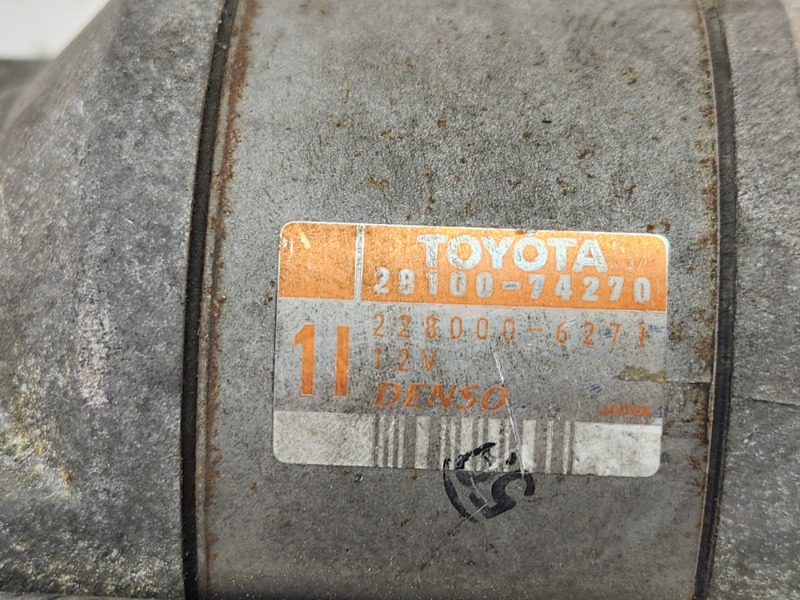 TOYOTA
28100-74270
228000-6271
1I
12V
DENSO
JAPAN